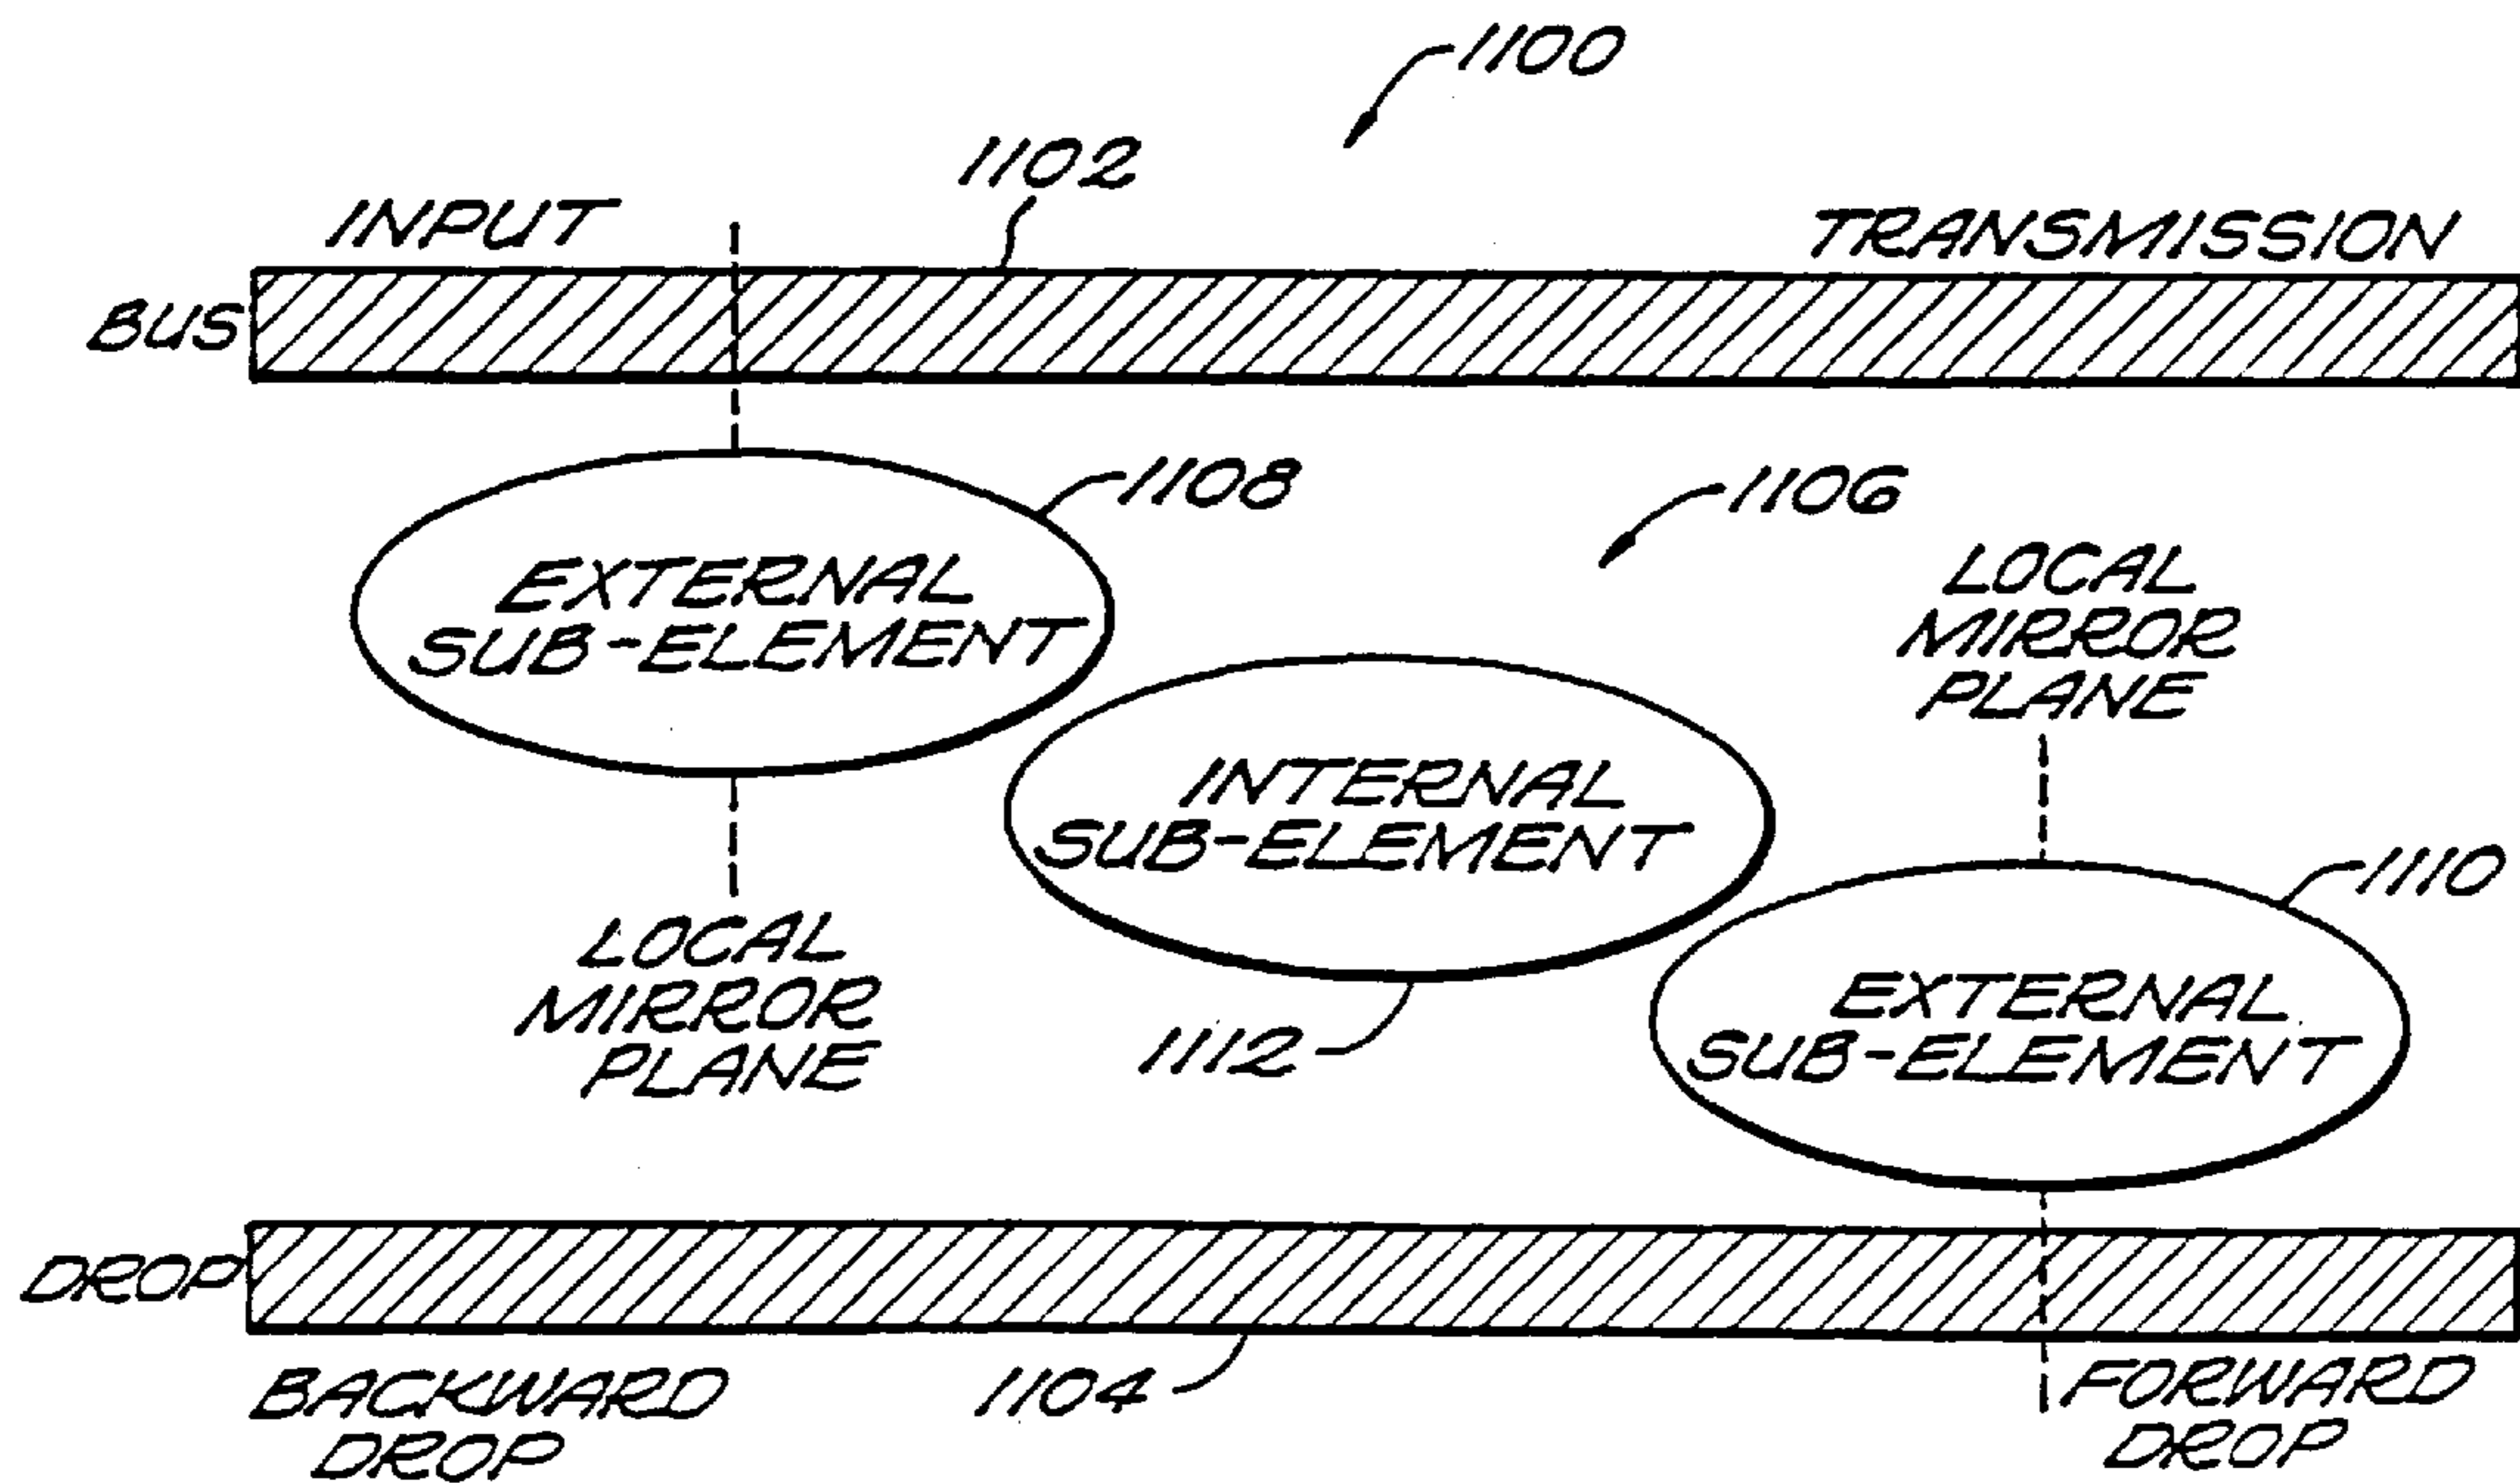 1100
1102
INPUT
TRANSMISSION
BUS
1108
1106
EXTERNAL
SUB-ELEMENT
LOCAL
MIRROR
PLANE
INTERNAL
SUB-ELEMENT
1110
LOCAL
MIRROR
PLANE
EXTERNAL
SUB-ELEMENT
1112
DROP
BACKWARD
DROP
1104
FORWARD
DROP